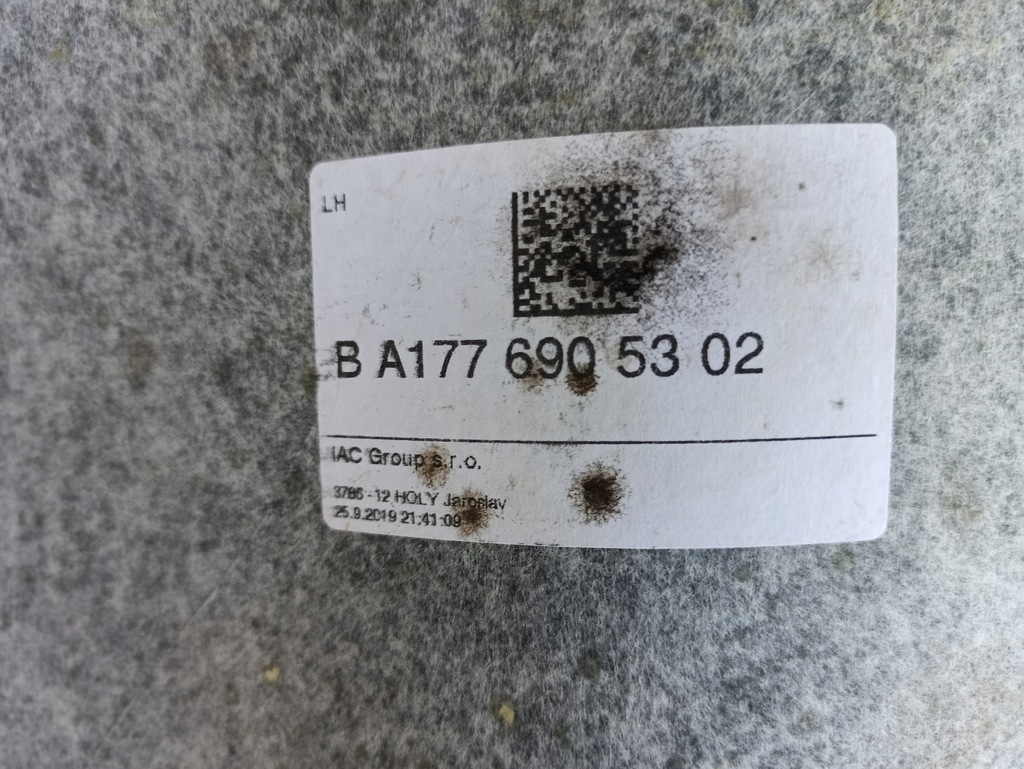 LH
B A177 690 53 02
IAC Group s.r.o.
3786 - 12 HOLY Jaroslav
25.9.2019 21:41:09